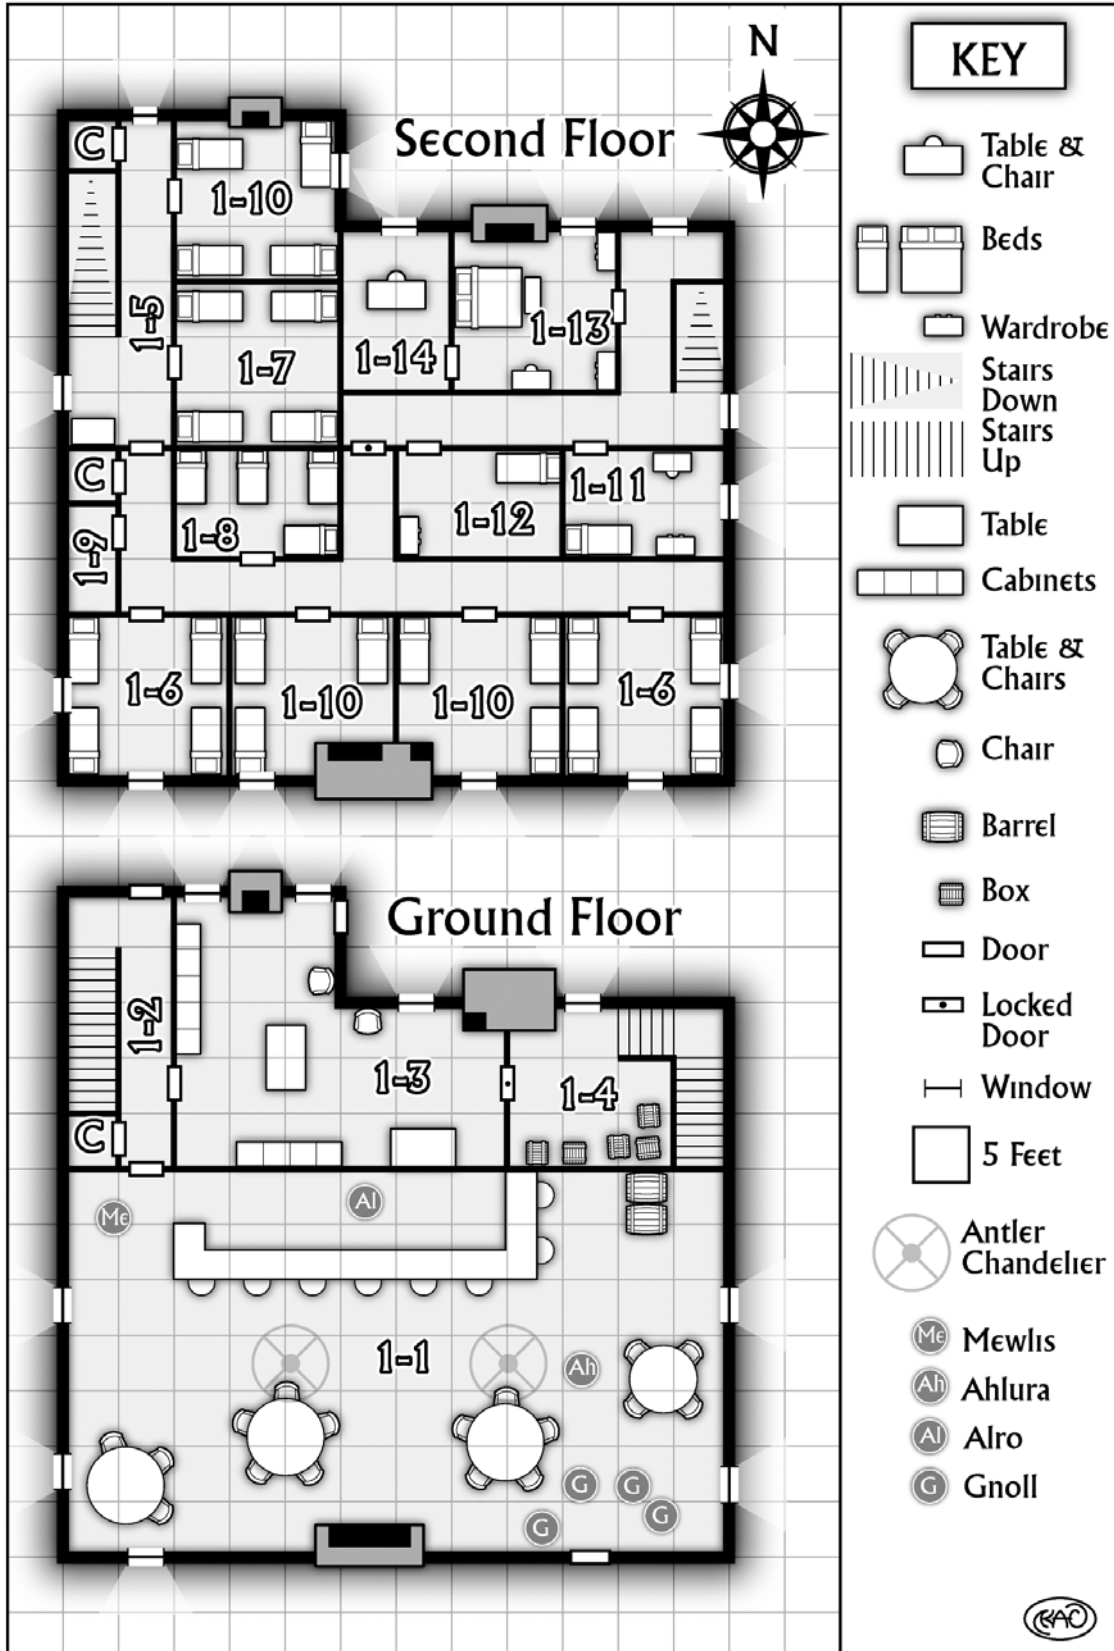 N
Second Floor
C
1-10
1-5
1-7
1-14
1-13
C
1-8
1-9
1-12
1-11
1-6
1-10
1-10
1-6
Ground Floor
1-2
1-3
1-4
C
Me
Al
1-1
Ah
G
G
G
G
KEY
Table &
Chair
Beds
Wardrobe
Stairs
Down
Stairs
Up
Table
Cabinets
Table &
Chairs
Chair
Barrel
Box
Door
Locked
Door
Window
5 Feet
Antler
Chandelier
Me Mewlis
Ah Ahlura
Al Alro
G Gnoll